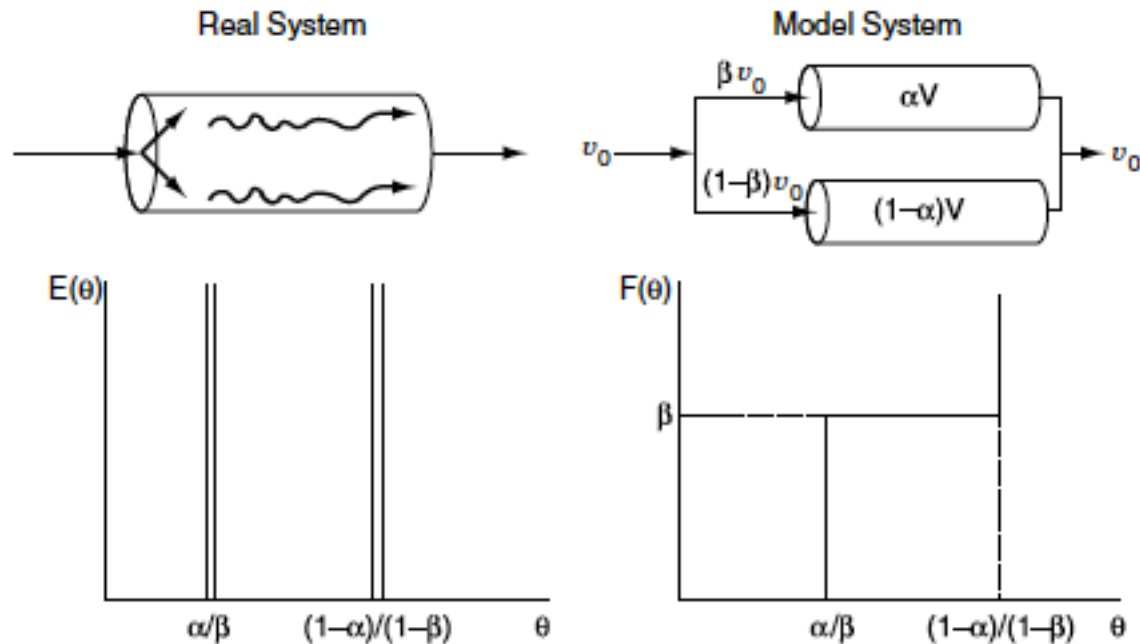 Real System
Model System
βv₀
αV
v₀
v₀
(1–β)v₀
(1–α)V
E(θ)
α/β
(1–α)/(1–β)
θ
F(θ)
β
α/β
(1–α)/(1–β)
θ